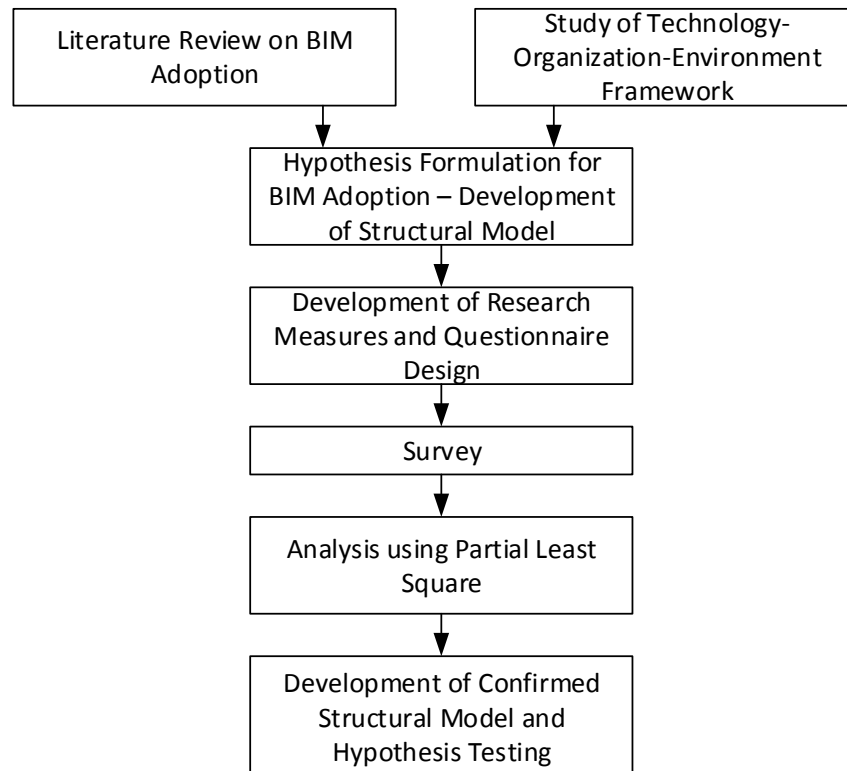 Literature Review on BIM
Adoption
Study of Technology-
Organization-Environment
Framework
Hypothesis Formulation for
BIM Adoption – Development
of Structural Model
Development of Research
Measures and Questionnaire
Design
Survey
Analysis using Partial Least
Square
Development of Confirmed
Structural Model and
Hypothesis Testing